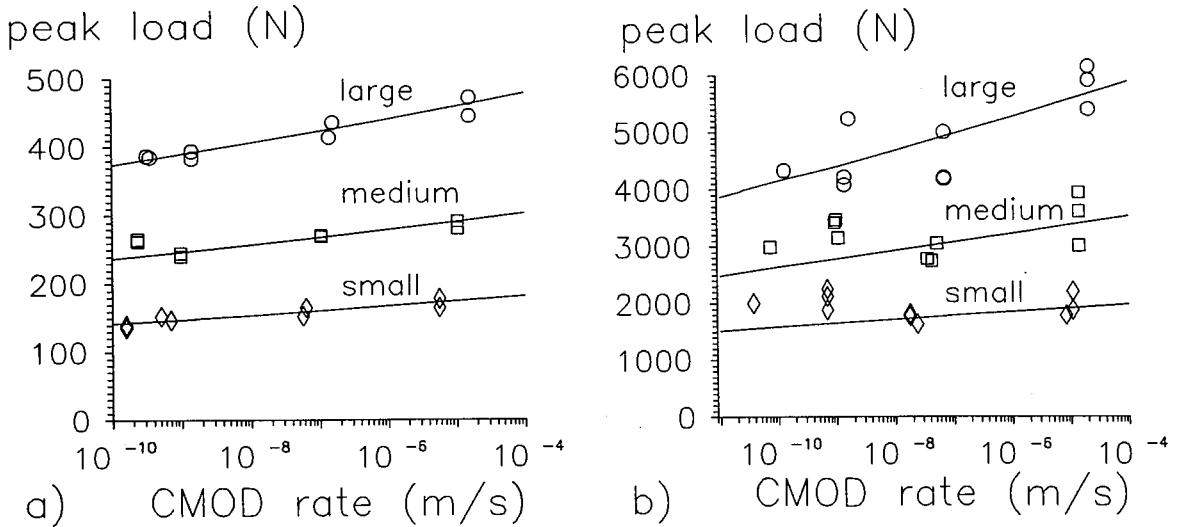 peak load (N)
500
400
300
200
100
0
large
medium
small
10⁻¹⁰ 10⁻⁸ 10⁻⁶ 10⁻⁴
a) CMOD rate (m/s)
peak load (N)
6000
5000
4000
3000
2000
1000
0
large
medium
small
10⁻¹⁰ 10⁻⁸ 10⁻⁶ 10⁻⁴
b) CMOD rate (m/s)